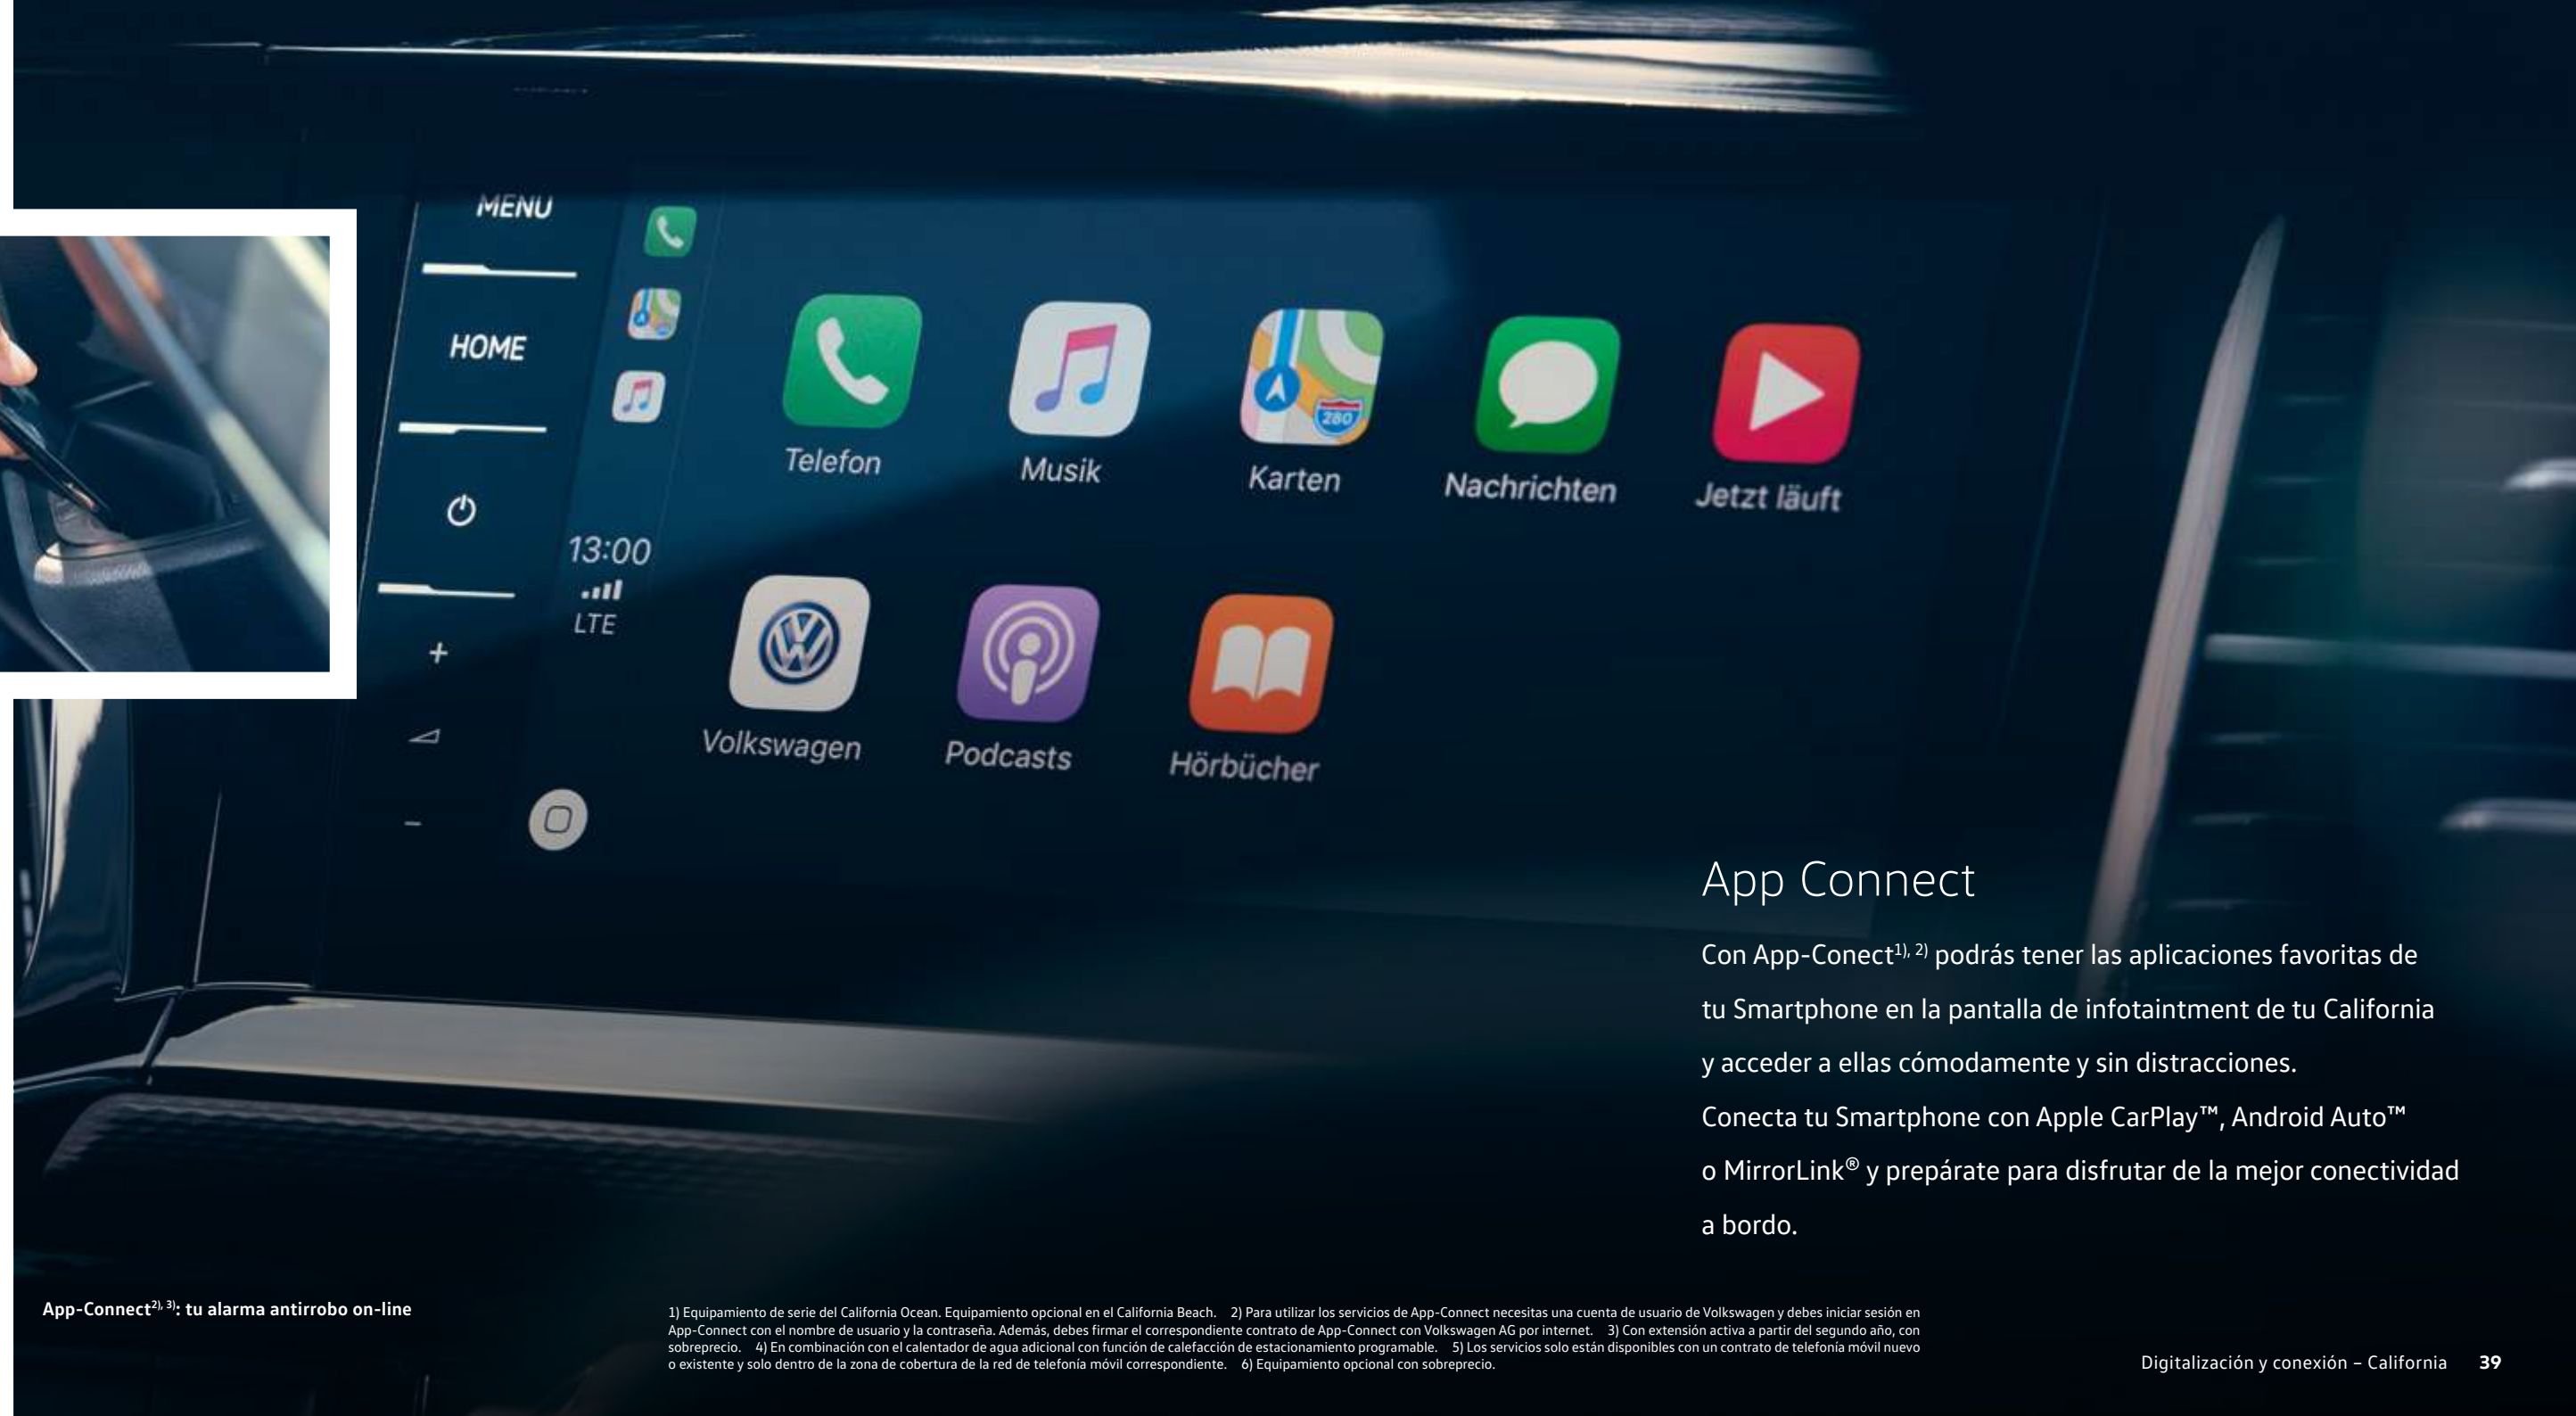 MENU
HOME
13:00
LTE
+
−
Telefon
Musik
280
Karten
Nachrichten
Jetzt läuft
Volkswagen
Podcasts
Hörbücher
App Connect
Con App-Conect1), 2) podrás tener las aplicaciones favoritas de
tu Smartphone en la pantalla de infotaintment de tu California
y acceder a ellas cómodamente y sin distracciones.
Conecta tu Smartphone con Apple CarPlay™, Android Auto™
o MirrorLink® y prepárate para disfrutar de la mejor conectividad
a bordo.
App-Connect2), 3): tu alarma antirrobo on-line
1) Equipamiento de serie del California Ocean. Equipamiento opcional en el California Beach. 2) Para utilizar los servicios de App-Connect necesitas una cuenta de usuario de Volkswagen y debes iniciar sesión en
App-Connect con el nombre de usuario y la contraseña. Además, debes firmar el correspondiente contrato de App-Connect con Volkswagen AG por internet. 3) Con extensión activa a partir del segundo año, con
sobreprecio. 4) En combinación con el calentador de agua adicional con función de calefacción de estacionamiento programable. 5) Los servicios solo están disponibles con un contrato de telefonía móvil nuevo
o existente y solo dentro de la zona de cobertura de la red de telefonía móvil correspondiente. 6) Equipamiento opcional con sobreprecio.
Digitalización y conexión – California 39